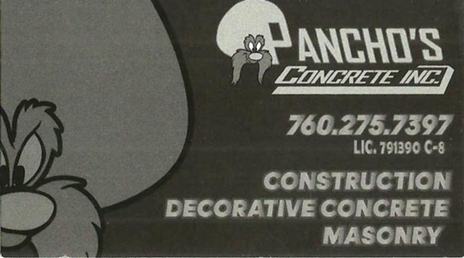 PANCHO'S
CONCRETE INC.
760.275.7397
LIC. 791390 C-8
CONSTRUCTION
DECORATIVE CONCRETE
MASONRY